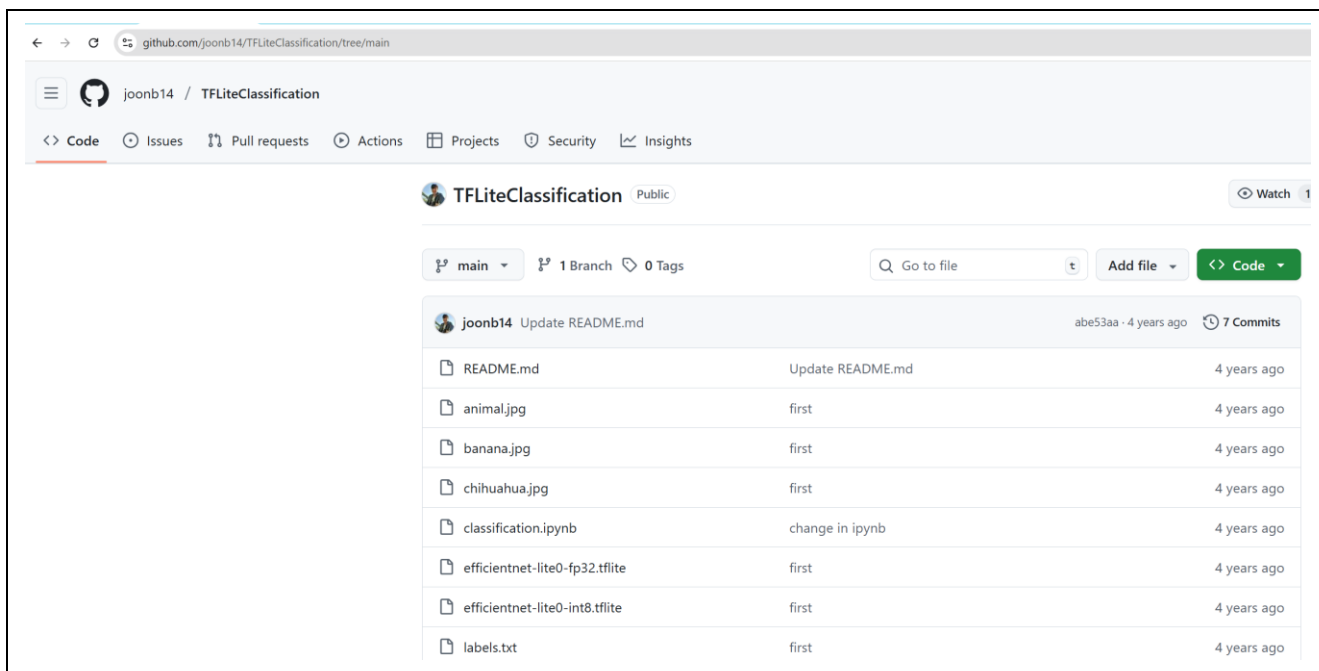 github.com/joonb14/TFLiteClassification/tree/main
joonb14 / TFLiteClassification
<> Code Issues Pull requests Actions Projects Security Insights
TFLiteClassification Public Watch 1
main 1 Branch 0 Tags Go to file t Add file <> Code
joonb14 Update README.md abe53aa · 4 years ago 7 Commits
README.md Update README.md 4 years ago
animal.jpg first 4 years ago
banana.jpg first 4 years ago
chihuahua.jpg first 4 years ago
classification.ipynb change in ipynb 4 years ago
efficientnet-lite0-fp32.tflite first 4 years ago
efficientnet-lite0-int8.tflite first 4 years ago
labels.txt first 4 years ago